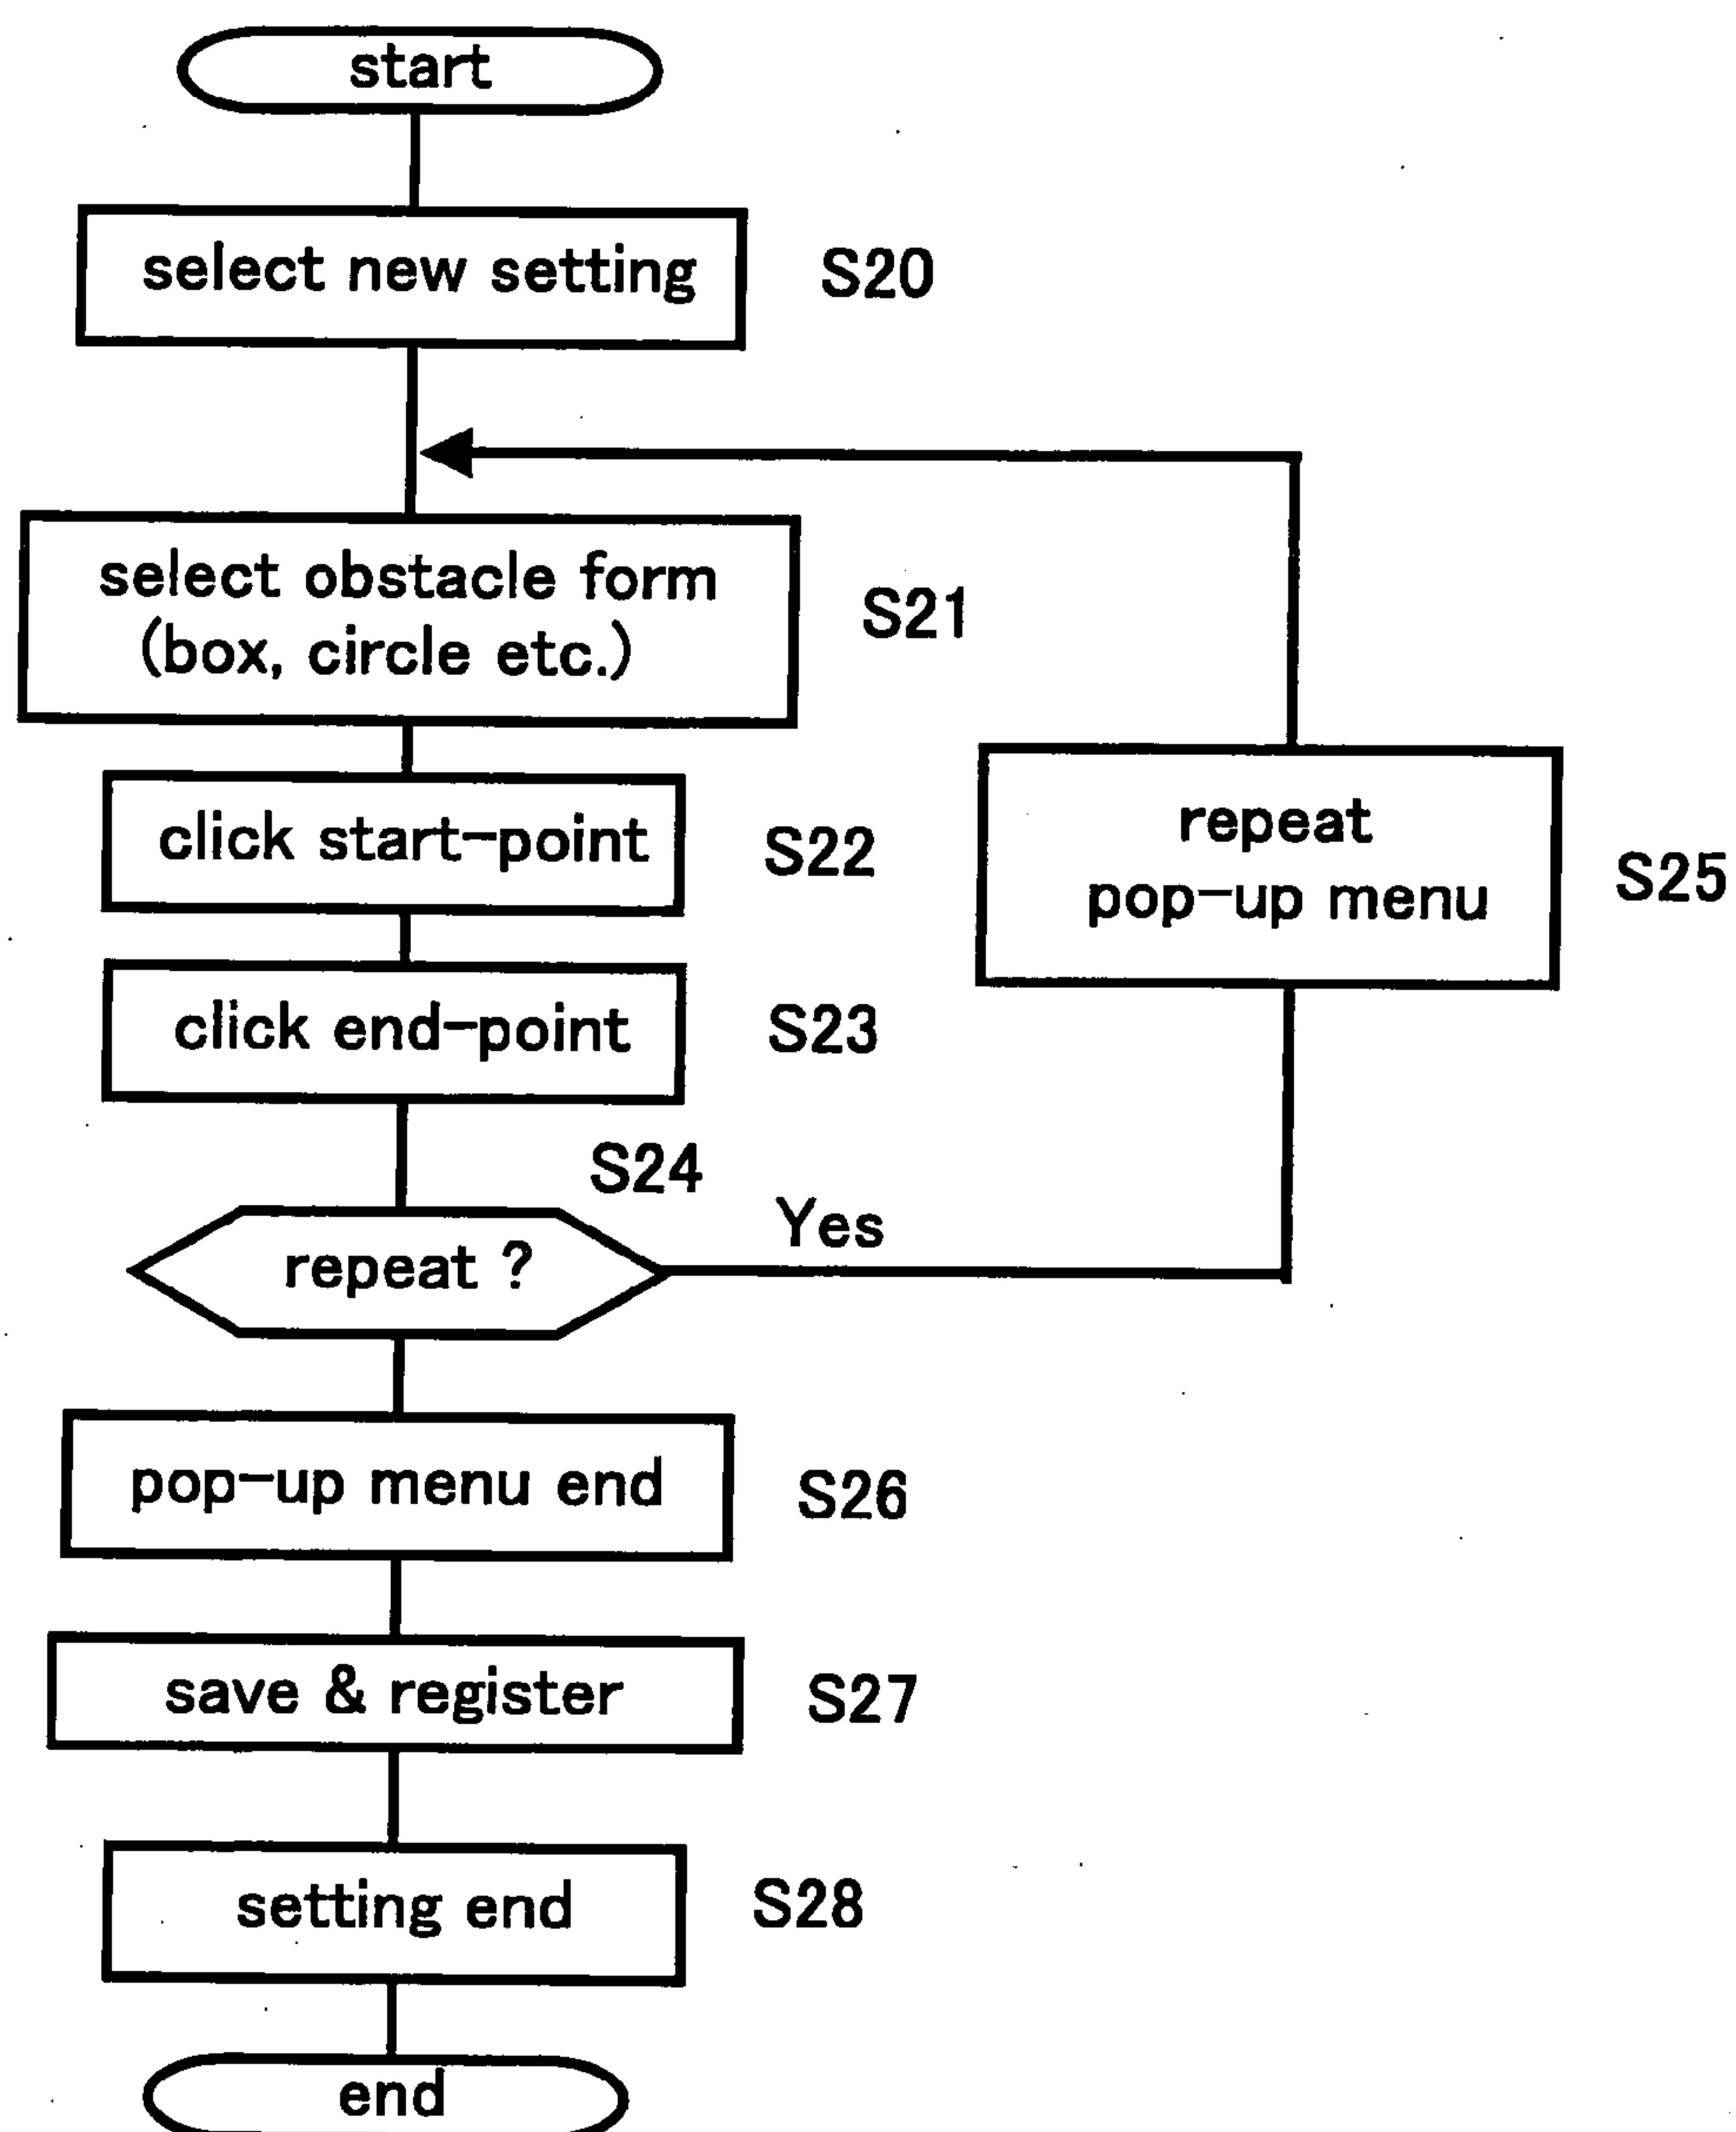 start
select new setting
S20
select obstacle form
(box, circle etc.)
S21
click start-point
S22
repeat
pop-up menu
S25
click end-point
S23
S24
repeat ?
Yes
pop-up menu end
S26
save & register
S27
setting end
S28
end